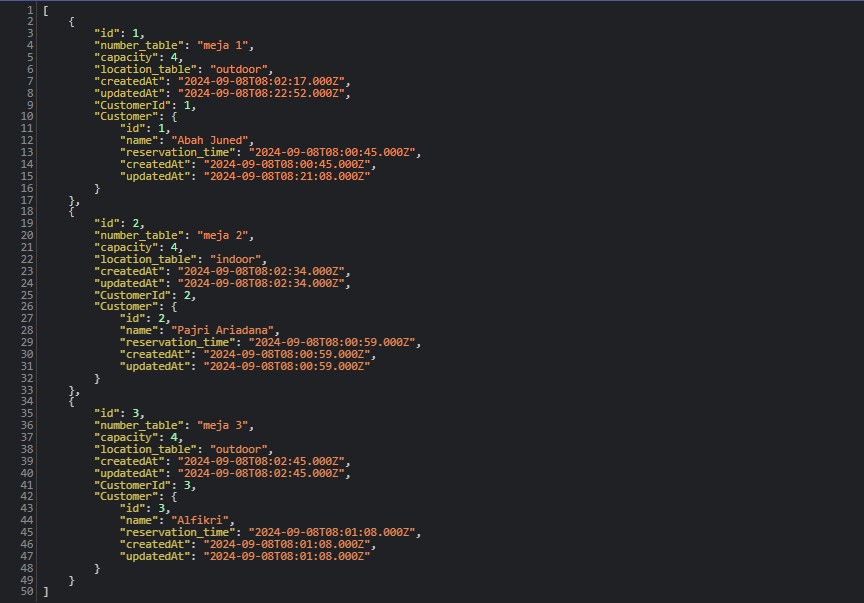 1 [
2     {
3         "id": 1,
4         "number_table": "meja 1",
5         "capacity": 4,
6         "location_table": "outdoor",
7         "createdAt": "2024-09-08T08:02:17.000Z",
8         "updatedAt": "2024-09-08T08:22:52.000Z",
9         "CustomerId": 1,
10         "Customer": {
11             "id": 1,
12             "name": "Abah Juned",
13             "reservation_time": "2024-09-08T08:00:45.000Z",
14             "createdAt": "2024-09-08T08:00:45.000Z",
15             "updatedAt": "2024-09-08T08:21:08.000Z"
16         }
17     },
18     {
19         "id": 2,
20         "number_table": "meja 2",
21         "capacity": 4,
22         "location_table": "indoor",
23         "createdAt": "2024-09-08T08:02:34.000Z",
24         "updatedAt": "2024-09-08T08:02:34.000Z",
25         "CustomerId": 2,
26         "Customer": {
27             "id": 2,
28             "name": "Pajri Ariadana",
29             "reservation_time": "2024-09-08T08:00:59.000Z",
30             "createdAt": "2024-09-08T08:00:59.000Z",
31             "updatedAt": "2024-09-08T08:00:59.000Z"
32         }
33     },
34     {
35         "id": 3,
36         "number_table": "meja 3",
37         "capacity": 4,
38         "location_table": "outdoor",
39         "createdAt": "2024-09-08T08:02:45.000Z",
40         "updatedAt": "2024-09-08T08:02:45.000Z",
41         "CustomerId": 3,
42         "Customer": {
43             "id": 3,
44             "name": "Alfikri",
45             "reservation_time": "2024-09-08T08:01:08.000Z",
46             "createdAt": "2024-09-08T08:01:08.000Z",
47             "updatedAt": "2024-09-08T08:01:08.000Z"
48         }
49     }
50 ]